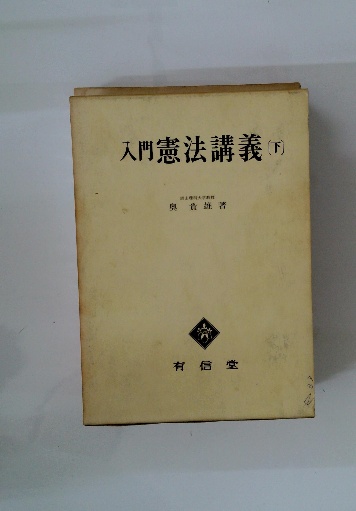 入門憲法講義(下)
奥 貴雄 著
有信堂